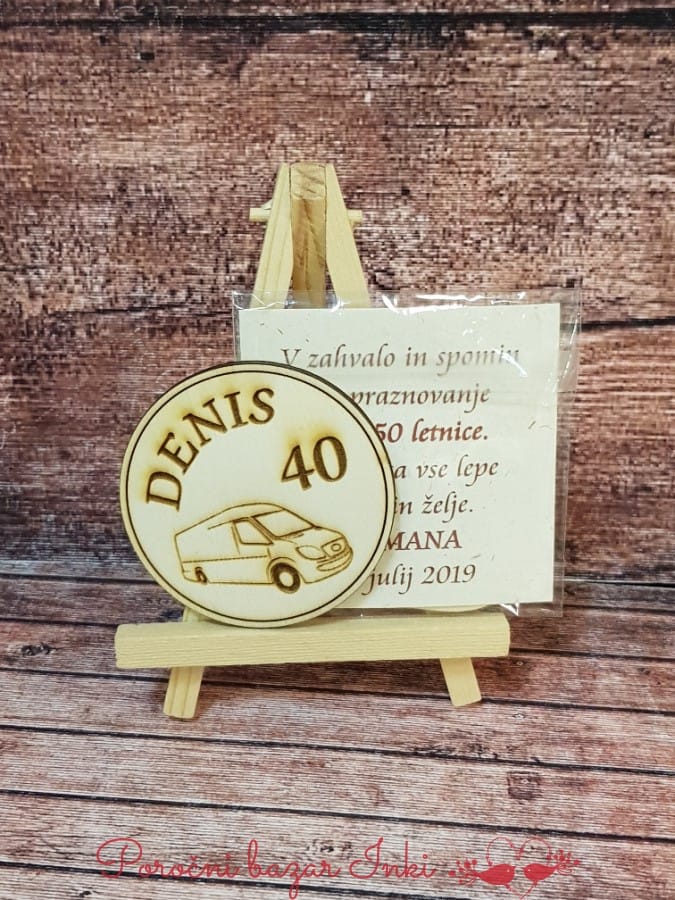 DENIS
40
V zahvalo in spomin
praznovanje
50 letnice.
vse lepe
in želje.
MANA
julij 2019
Poročni bazar Inki